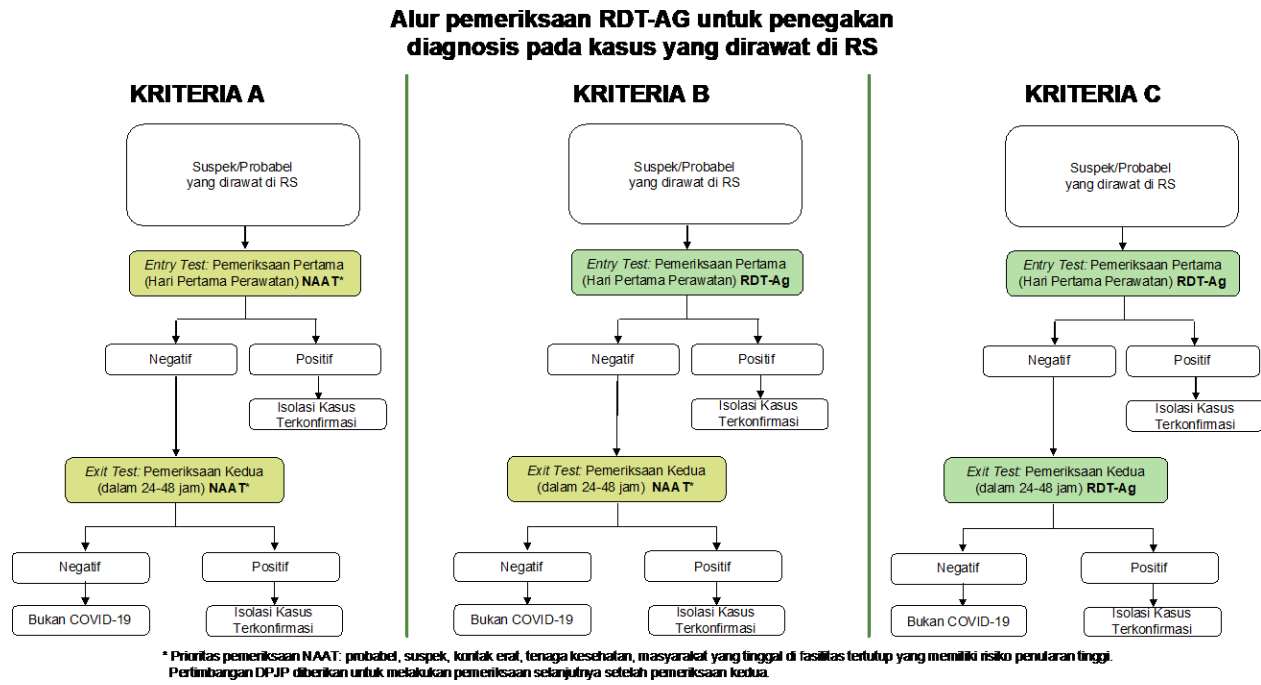 Alur pemeriksaan RDT-AG untuk penegakan
diagnosis pada kasus yang dirawat di RS
KRITERIA A
Suspek/Probabel
yang dirawat di RS
Entry Test: Pemeriksaan Pertama
(Hari Pertama Perawatan) NAAT*
Negatif
Positif
Isolasi Kasus
Terkonfirmasi
Exit Test: Pemeriksaan Kedua
(dalam 24-48 jam) NAAT*
Negatif
Positif
Bukan COVID-19
Isolasi Kasus
Terkonfirmasi
KRITERIA B
Suspek/Probabel
yang dirawat di RS
Entry Test: Pemeriksaan Pertama
(Hari Pertama Perawatan) RDT-Ag
Negatif
Positif
Isolasi Kasus
Terkonfirmasi
Exit Test: Pemeriksaan Kedua
(dalam 24-48 jam) NAAT*
Negatif
Positif
Bukan COVID-19
Isolasi Kasus
Terkonfirmasi
KRITERIA C
Suspek/Probabel
yang dirawat di RS
Entry Test: Pemeriksaan Pertama
(Hari Pertama Perawatan) RDT-Ag
Negatif
Positif
Isolasi Kasus
Terkonfirmasi
Exit Test: Pemeriksaan Kedua
(dalam 24-48 jam) RDT-Ag
Negatif
Positif
Bukan COVID-19
Isolasi Kasus
Terkonfirmasi
* Prioritas pemeriksaan NAAT: probabel, suspek, kontak erat, tenaga kesehatan, masyarakat yang tinggal di fasilitas tertutup yang memiliki risiko penularan tinggi.
Pertimbangan DPJP diberikan untuk melakukan pemeriksaan selanjutnya setelah pemeriksaan kedua.